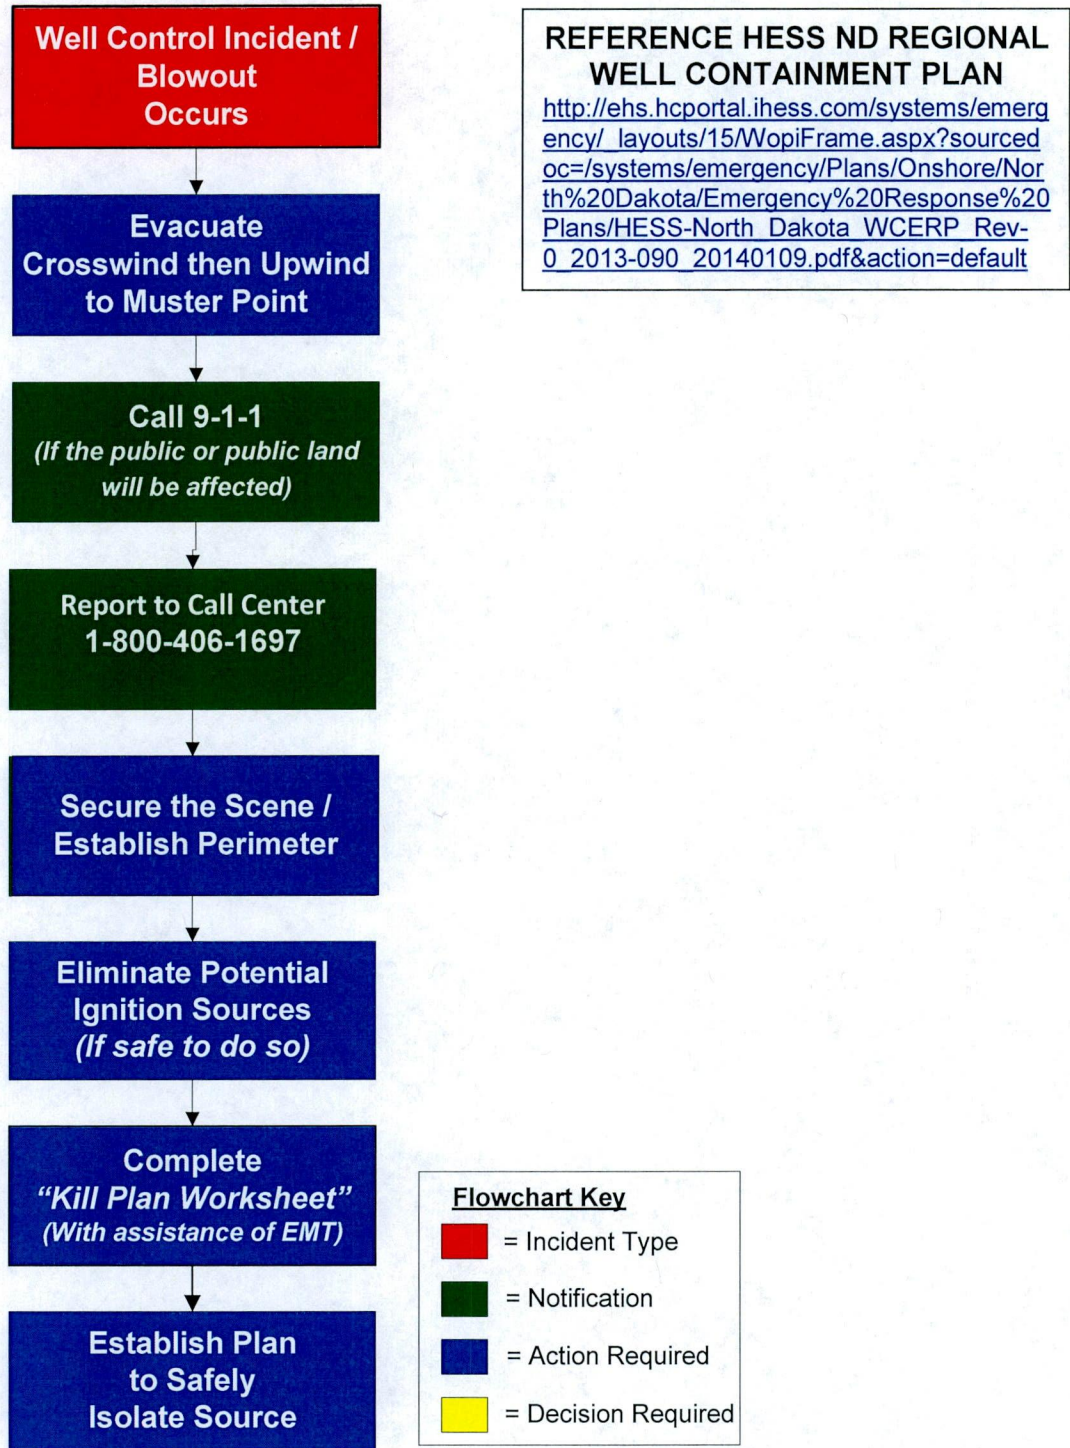 Well Control Incident /
Blowout
Occurs
REFERENCE HESS ND REGIONAL
WELL CONTAINMENT PLAN
http://ehs.hcportal.ihess.com/systems/emerg
ency/_layouts/15/WopiFrame.aspx?sourced
oc=/systems/emergency/Plans/Onshore/Nor
th%20Dakota/Emergency%20Response%20
Plans/HESS-North_Dakota_WCERP_Rev-
0_2013-090_20140109.pdf&action=default
Evacuate
Crosswind then Upwind
to Muster Point
Call 9-1-1
(If the public or public land
will be affected)
Report to Call Center
1-800-406-1697
Secure the Scene /
Establish Perimeter
Eliminate Potential
Ignition Sources
(If safe to do so)
Complete
“Kill Plan Worksheet”
(With assistance of EMT)
Establish Plan
to Safely
Isolate Source
Flowchart Key
= Incident Type
= Notification
= Action Required
= Decision Required